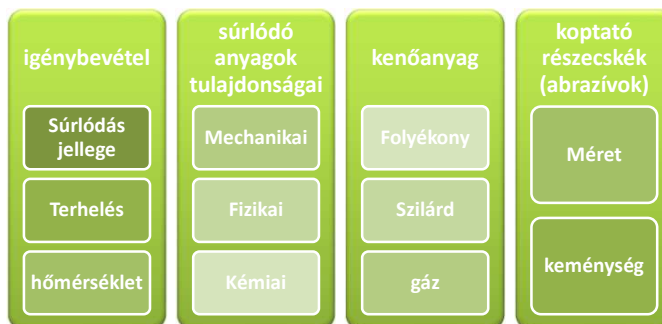 igénybevétel
Súrlódás
jellege
Terhelés
hőmérséklet
súrlódó
anyagok
tulajdonságai
Mechanikai
Fizikai
Kémiai
kenőanyag
Folyékony
Szilárd
gáz
koptató
részecskék
(abrazívok)
Méret
keménység